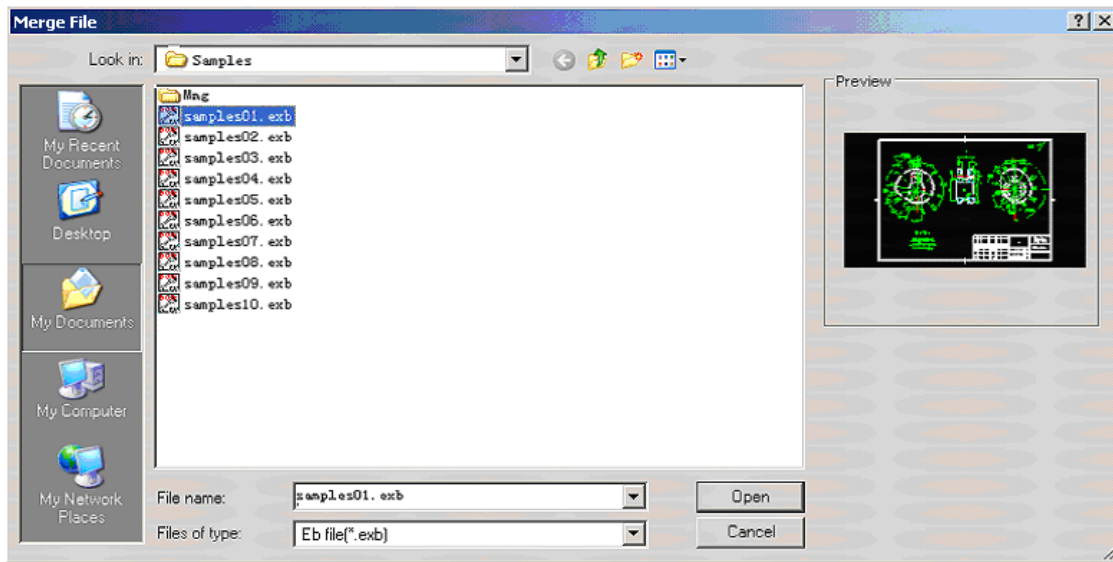 Merge File
Look in: Samples
Preview
My Recent
Documents
Desktop
My Documents
My Computer
My Network
Places
Mng
samples01.exb
samples02.exb
samples03.exb
samples04.exb
samples05.exb
samples06.exb
samples07.exb
samples08.exb
samples09.exb
samples10.exb
File name: samples01.exb Open
Files of type: Eb file(*.exb) Cancel